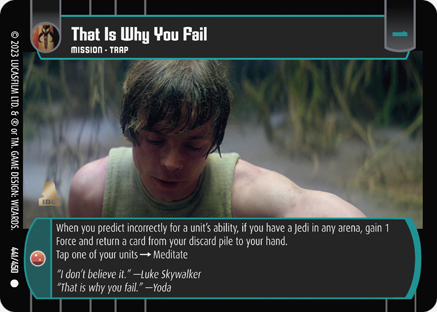 That Is Why You Fail
MISSION - TRAP
When you predict incorrectly for a unit's ability, if you have a Jedi in any arena, gain 1
Force and return a card from your discard pile to your hand.
Tap one of your units → Meditate
"I don't believe it." —Luke Skywalker
"That is why you fail." —Yoda
© 2023 LUCASFILM LTD. & ® or TM. GAME DESIGN: WIZARDS.